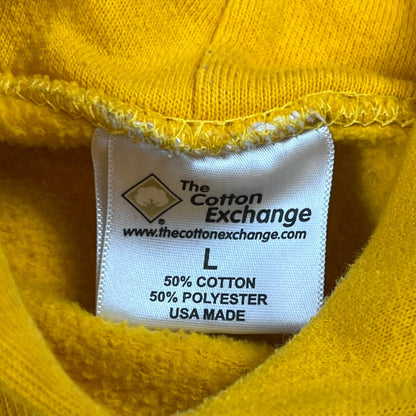 The
Cotton
Exchange
www.thecottonexchange.com
L
50% COTTON
50% POLYESTER
USA MADE